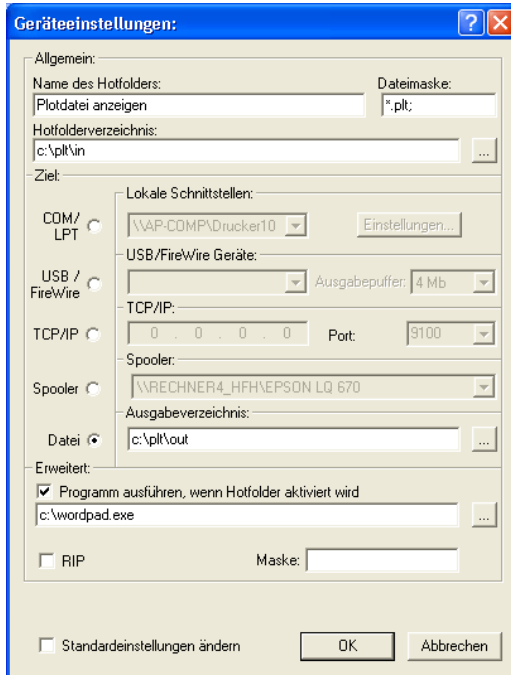 Geräteeinstellungen:
Allgemein:
Name des Hotfolders: Dateimaske:
Plotdatei anzeigen *.plt;
Hotfolderverzeichnis:
c:\plt\in ...
Ziel:
Lokale Schnittstellen:
COM/
LPT
\\AP-COMP\Drucker10 Einstellungen...
USB/FireWire Geräte:
USB /
FireWire
Ausgabepuffer: 4 Mb
TCP/IP:
TCP/IP 0 . 0 . 0 . 0 Port: 9100
Spooler:
Spooler \\RECHNER4_HFH\EPSON LQ 670
Ausgabeverzeichnis:
Datei c:\plt\out ...
Erweitert:
Programm ausführen, wenn Hotfolder aktiviert wird
c:\wordpad.exe ...
RIP Maske:
Standardeinstellungen ändern OK Abbrechen